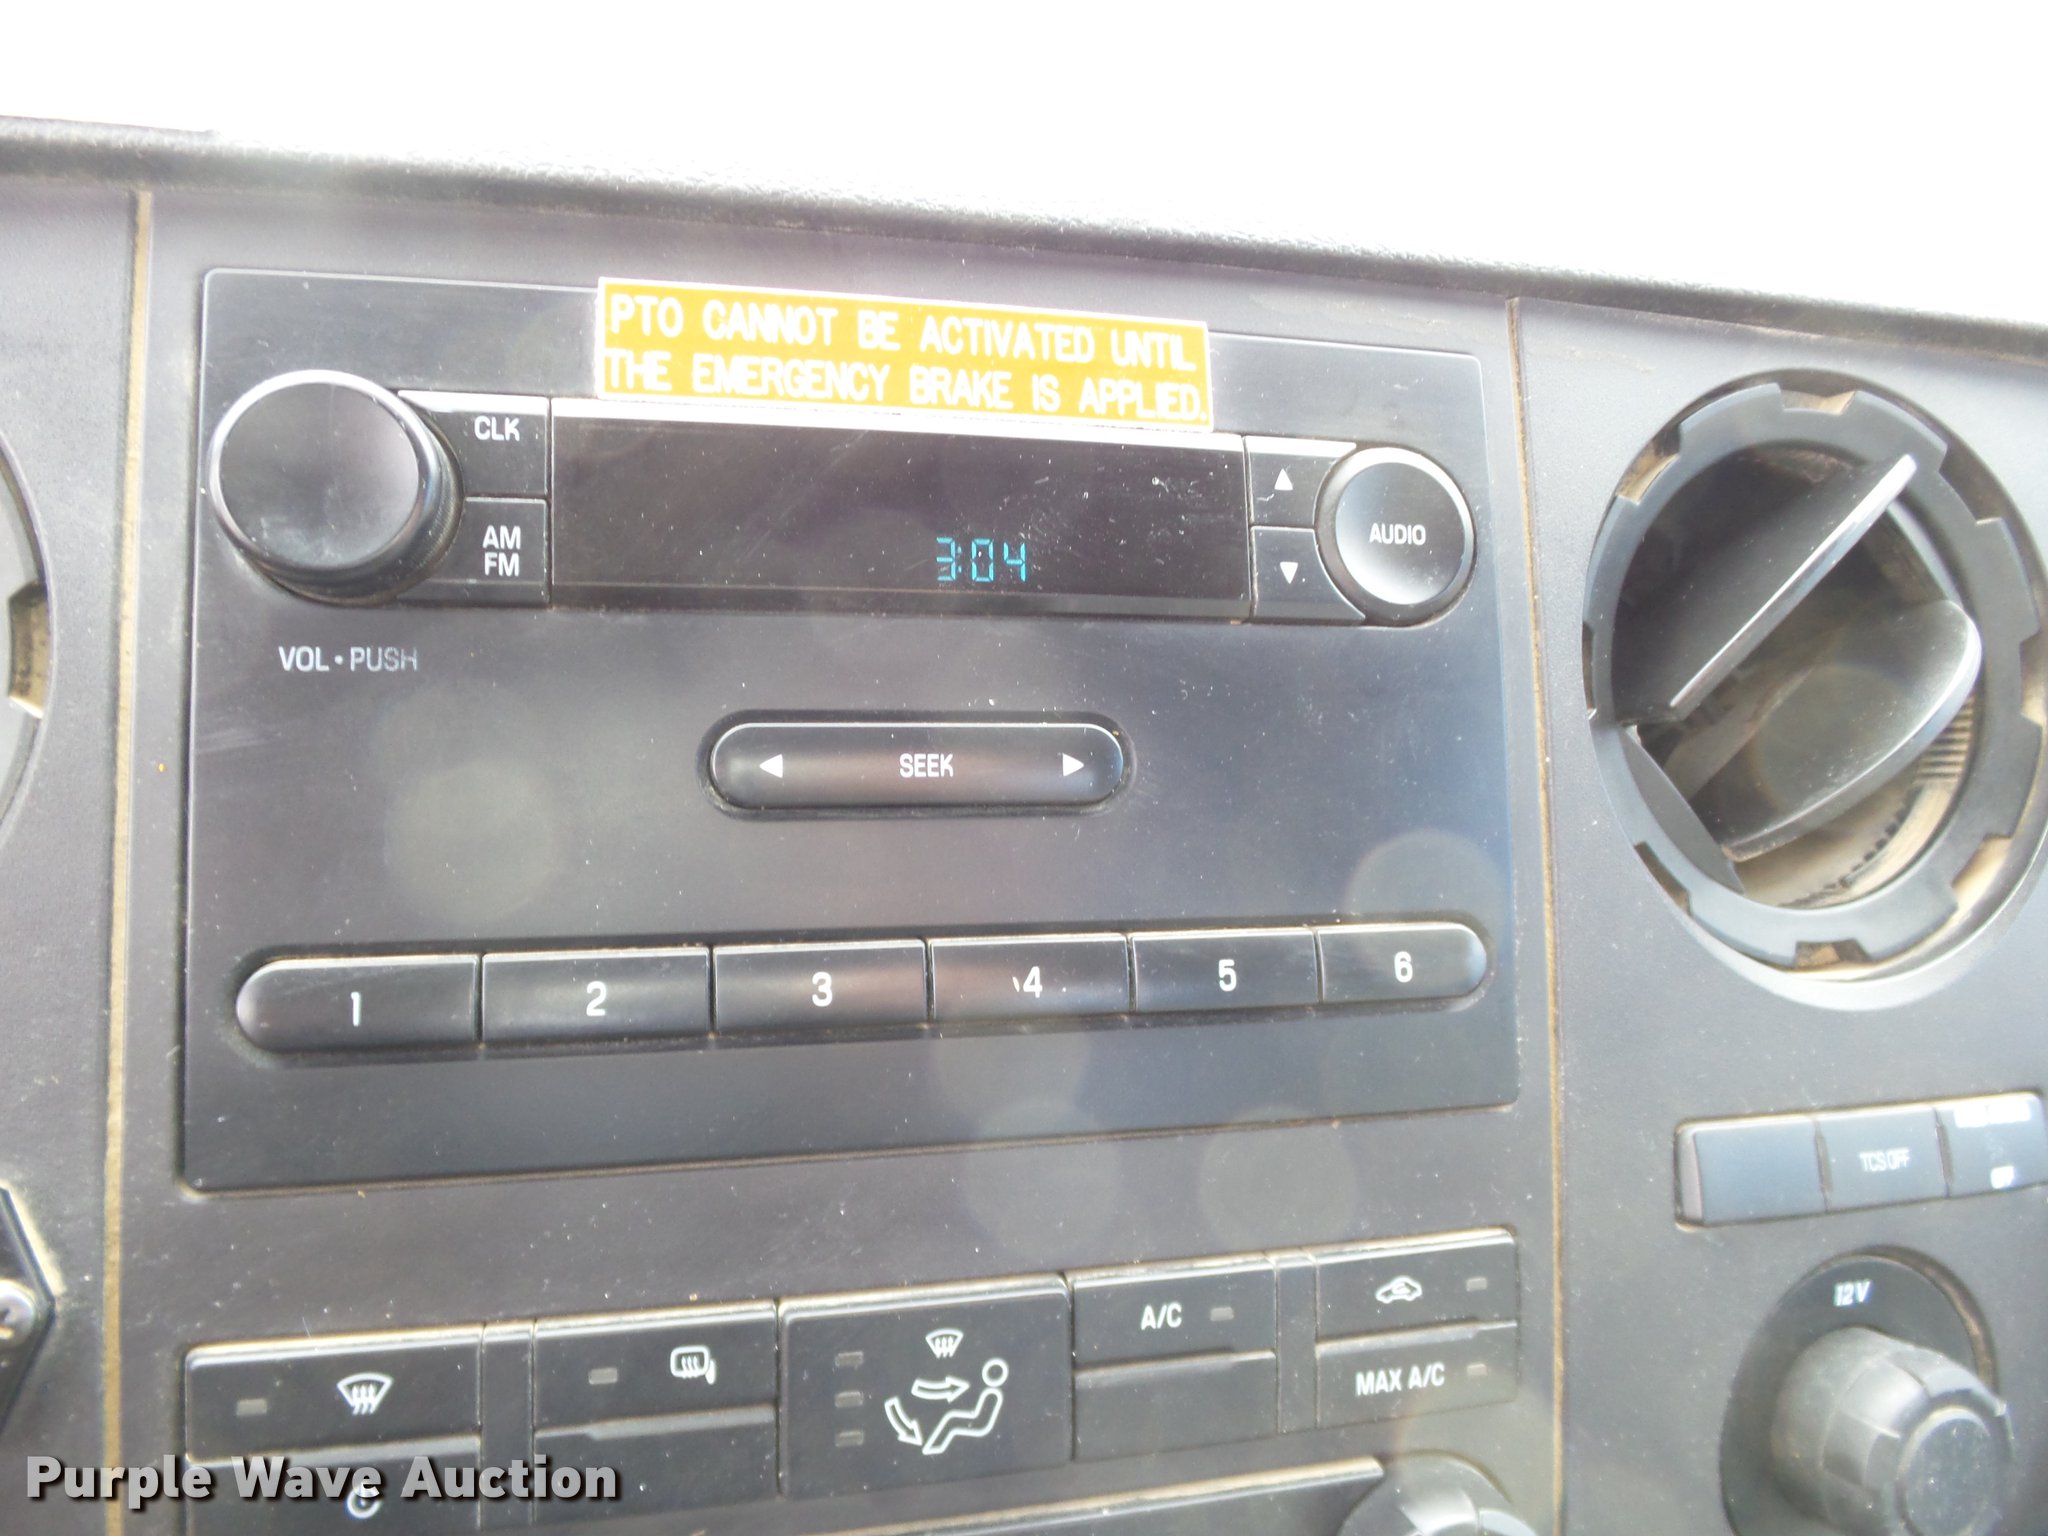 PTO CANNOT BE ACTIVATED UNTIL
THE EMERGENCY BRAKE IS APPLIED.
CLK
AM
FM
3:04
AUDIO
VOL • PUSH
SEEK
1 2 3 4 5 6
TCS OFF
OFF
12V
A/C
MAX A/C
Purple Wave Auction